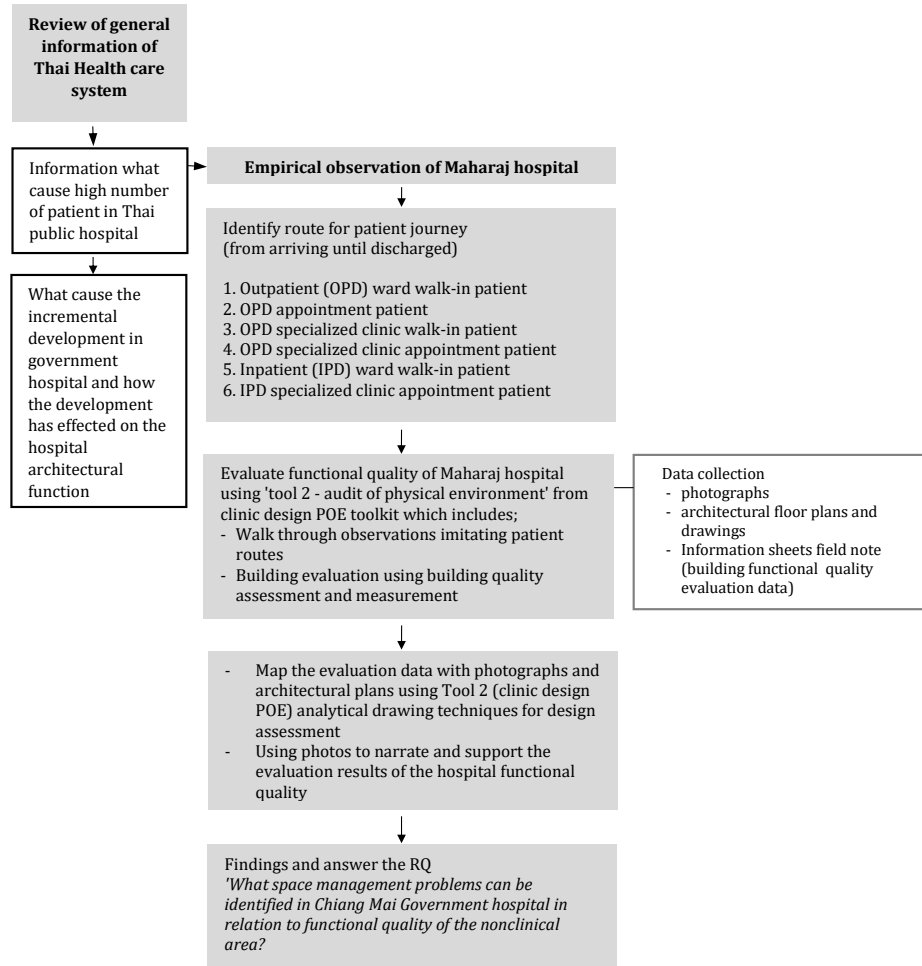 Review of general
information of
Thai Health care
system
Information what
cause high number
of patient in Thai
public hospital
What cause the
incremental development in
government
hospital and how
the development
has effected on the
hospital
architectural
function
Empirical observation of Maharaj hospital
Identify route for patient journey
(from arriving until discharged)
1. Outpatient (OPD) ward walk-in patient
2. OPD appointment patient
3. OPD specialized clinic walk-in patient
4. OPD specialized clinic appointment patient
5. Inpatient (IPD) ward walk-in patient
6. IPD specialized clinic appointment patient
Evaluate functional quality of Maharaj hospital
using 'tool 2 - audit of physical environment' from
clinic design POE toolkit which includes;
- Walk through observations imitating patient
routes
- Building evaluation using building quality
assessment and measurement
Data collection
- photographs
- architectural floor plans and
drawings
- Information sheets field note
(building functional quality
evaluation data)
- Map the evaluation data with photographs and
architectural plans using Tool 2 (clinic design
POE) analytical drawing techniques for design
assessment
- Using photos to narrate and support the
evaluation results of the hospital functional
quality
Findings and answer the RQ
'What space management problems can be
identified in Chiang Mai Government hospital in
relation to functional quality of the nonclinical
area?